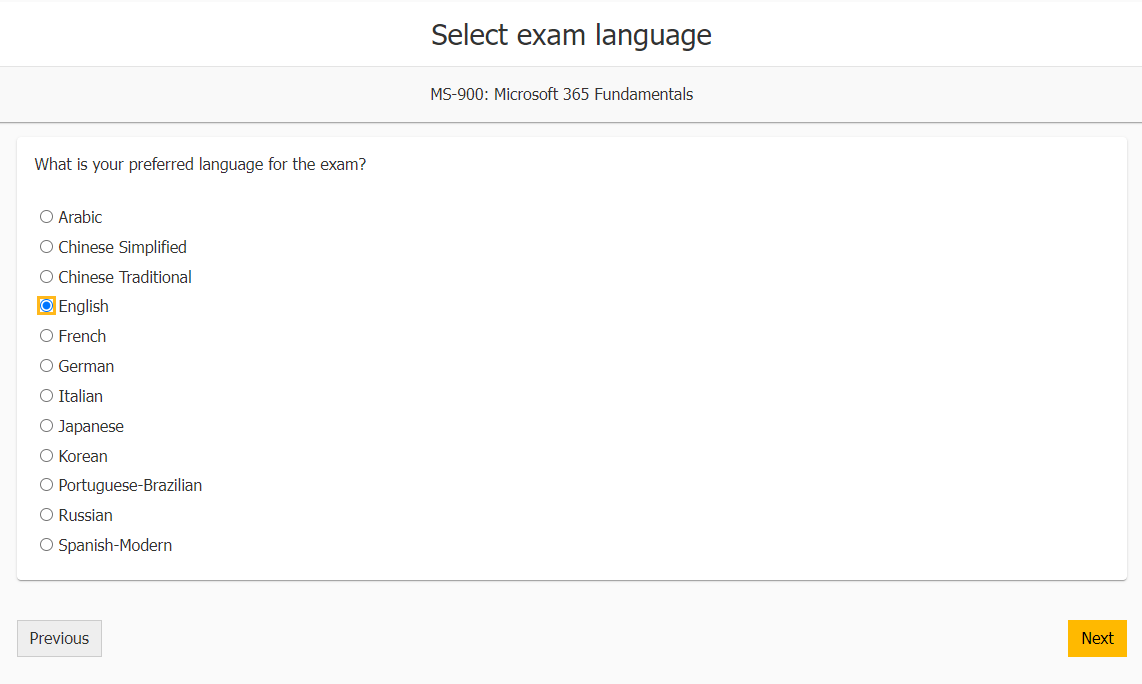 Select exam language
MS-900: Microsoft 365 Fundamentals
What is your preferred language for the exam?
Arabic
Chinese Simplified
Chinese Traditional
English
French
German
Italian
Japanese
Korean
Portuguese-Brazilian
Russian
Spanish-Modern
Previous
Next